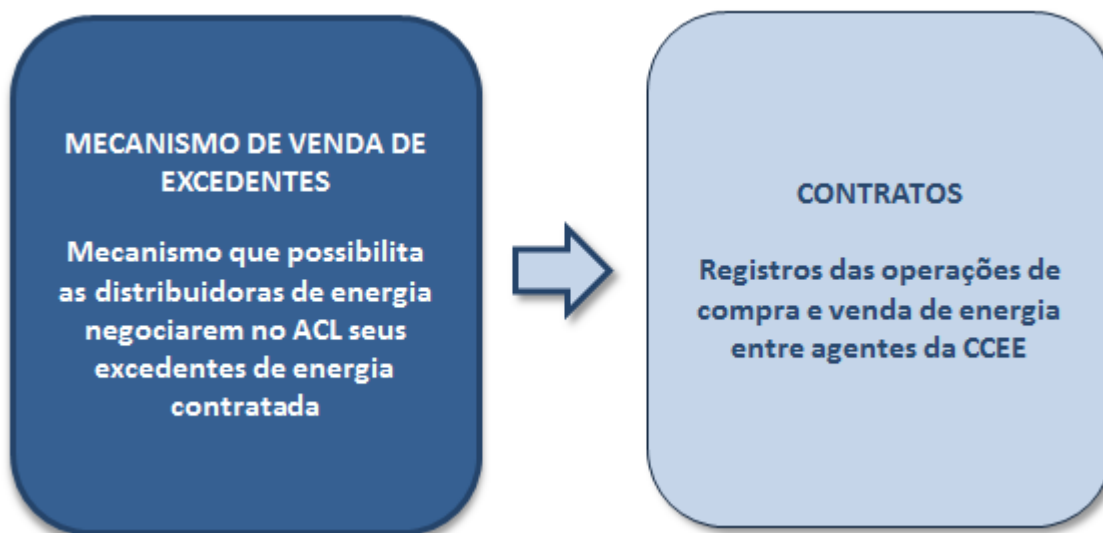 MECANISMO DE VENDA DE
EXCEDENTES
Mecanismo que possibilita
as distribuidoras de energia
negociarem no ACL seus
excedentes de energia
contratada
CONTRATOS
Registros das operações de
compra e venda de energia
entre agentes da CCEE